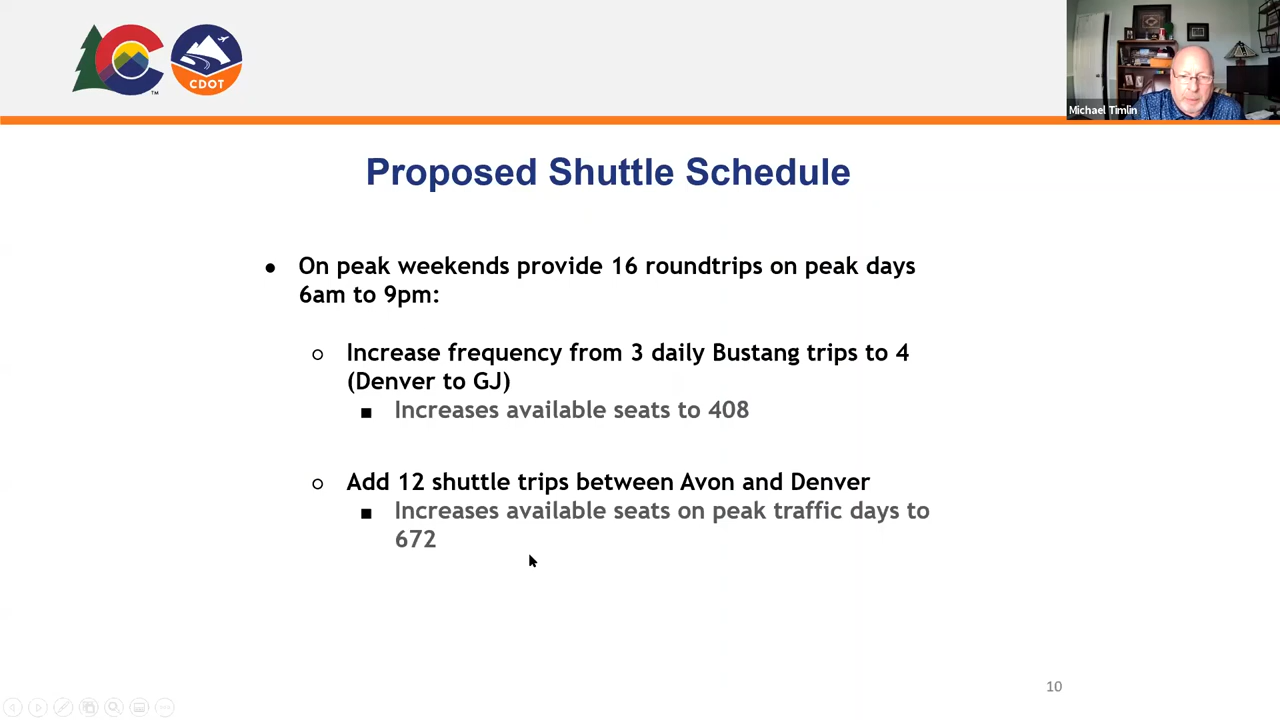 CDOT
TM
Michael Timlin
Proposed Shuttle Schedule
● On peak weekends provide 16 roundtrips on peak days
6am to 9pm:
○ Increase frequency from 3 daily Bustang trips to 4
(Denver to GJ)
■ Increases available seats to 408
○ Add 12 shuttle trips between Avon and Denver
■ Increases available seats on peak traffic days to
672
10